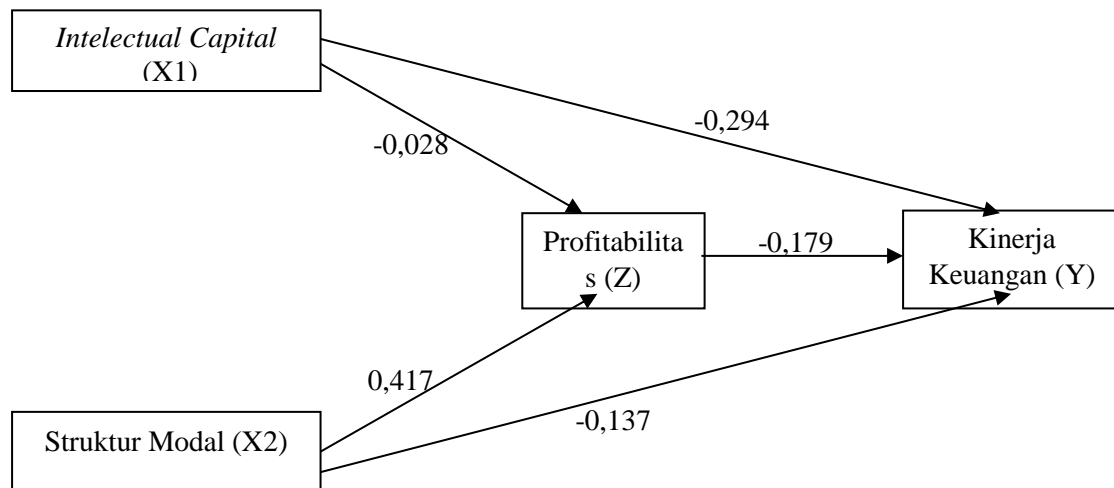 Intelectual Capital
(X1)
-0,294
-0,028
Profitabilita
s (Z)
-0,179
Kinerja
Keuangan (Y)
0,417
-0,137
Struktur Modal (X2)